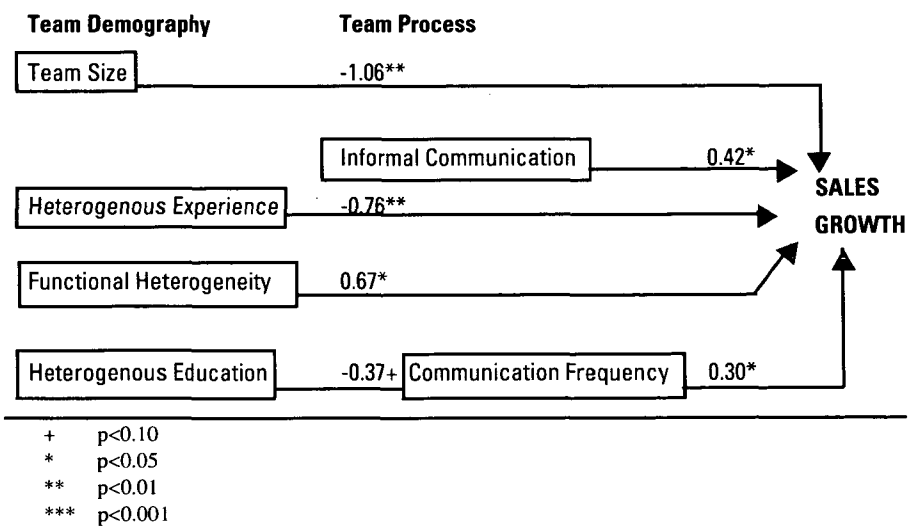 Team Demography Team Process
Team Size -1.06**
Informal Communication 0.42*
SALES
Heterogenous Experience -0.76**
GROWTH
Functional Heterogeneity 0.67*
Heterogenous Education -0.37+ Communication Frequency 0.30*
+ p<0.10
* p<0.05
** p<0.01
*** p<0.001